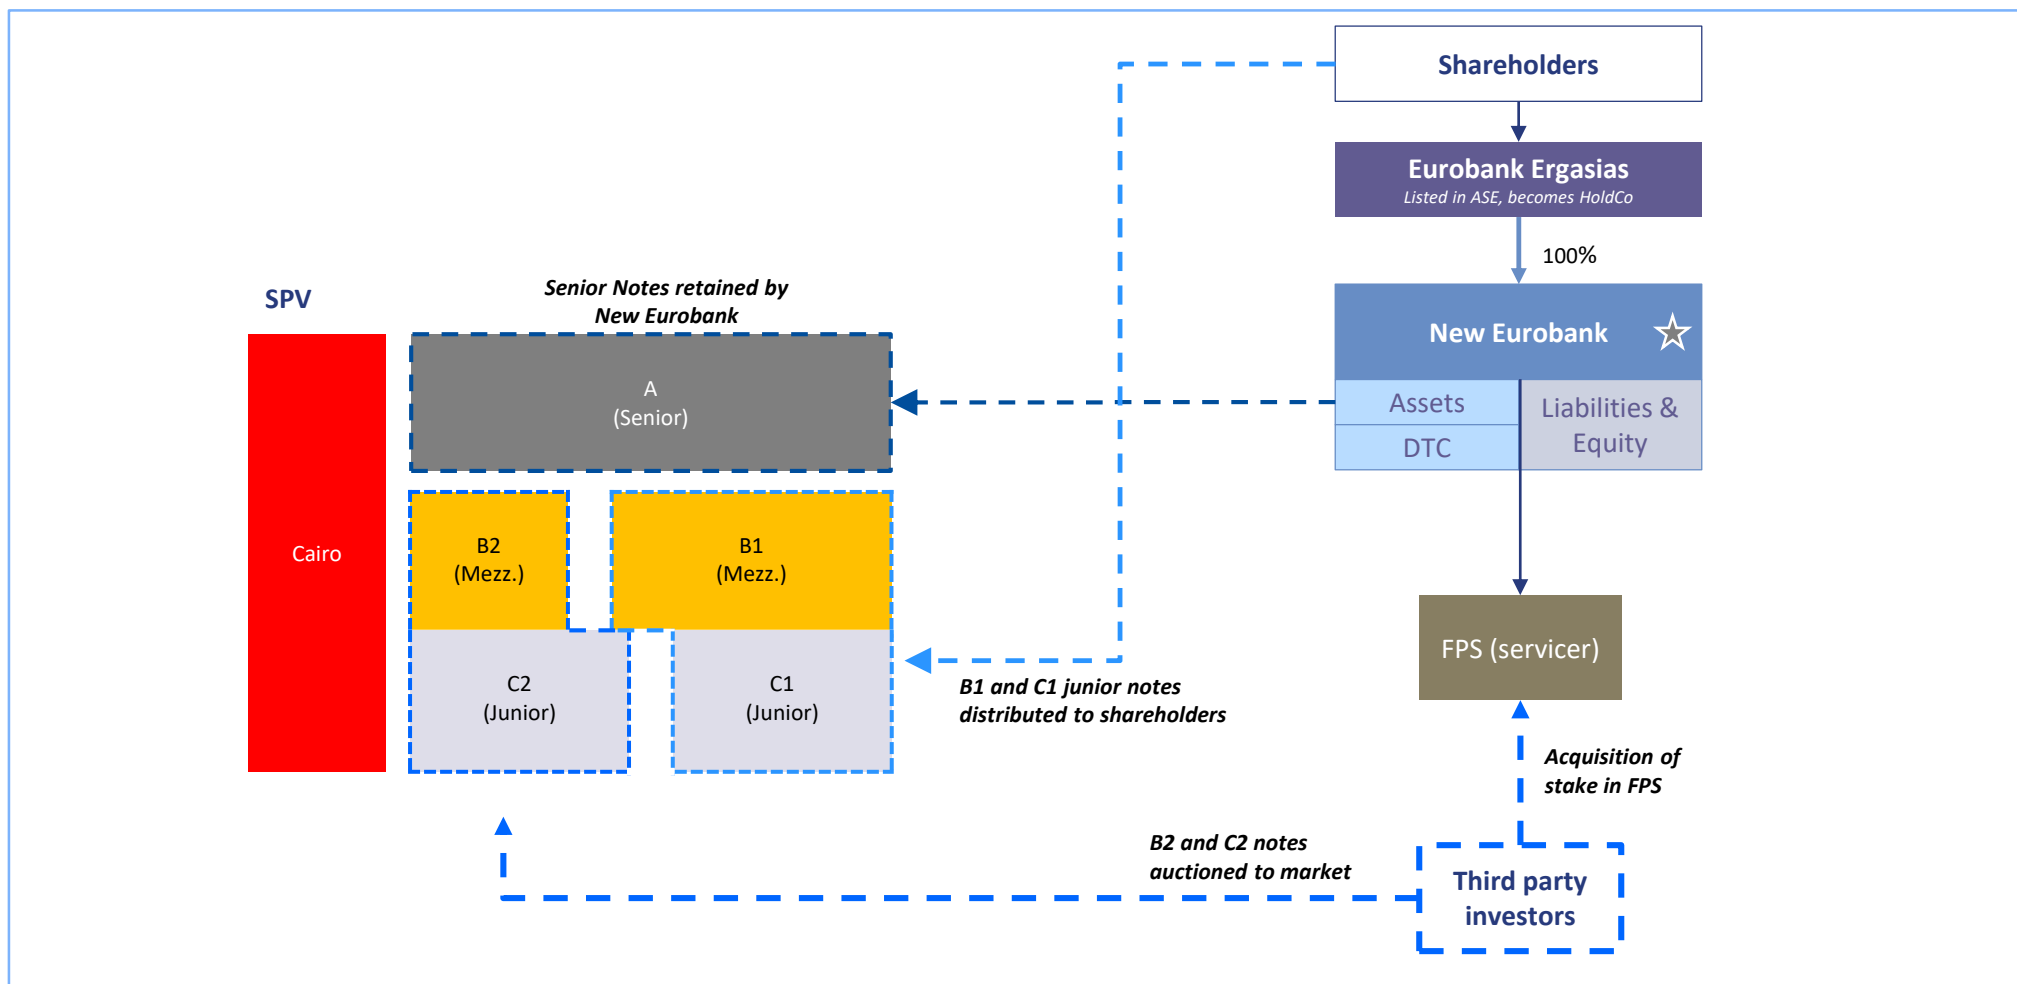 Shareholders
Eurobank Ergasias
Listed in ASE, becomes HoldCo
100%
New Eurobank
Assets
DTC
Liabilities &
Equity
SPV
Senior Notes retained by
New Eurobank
Cairo
A
(Senior)
B2
(Mezz.)
B1
(Mezz.)
C2
(Junior)
C1
(Junior)
B1 and C1 junior notes
distributed to shareholders
FPS (servicer)
Acquisition of
stake in FPS
B2 and C2 notes
auctioned to market
Third party
investors